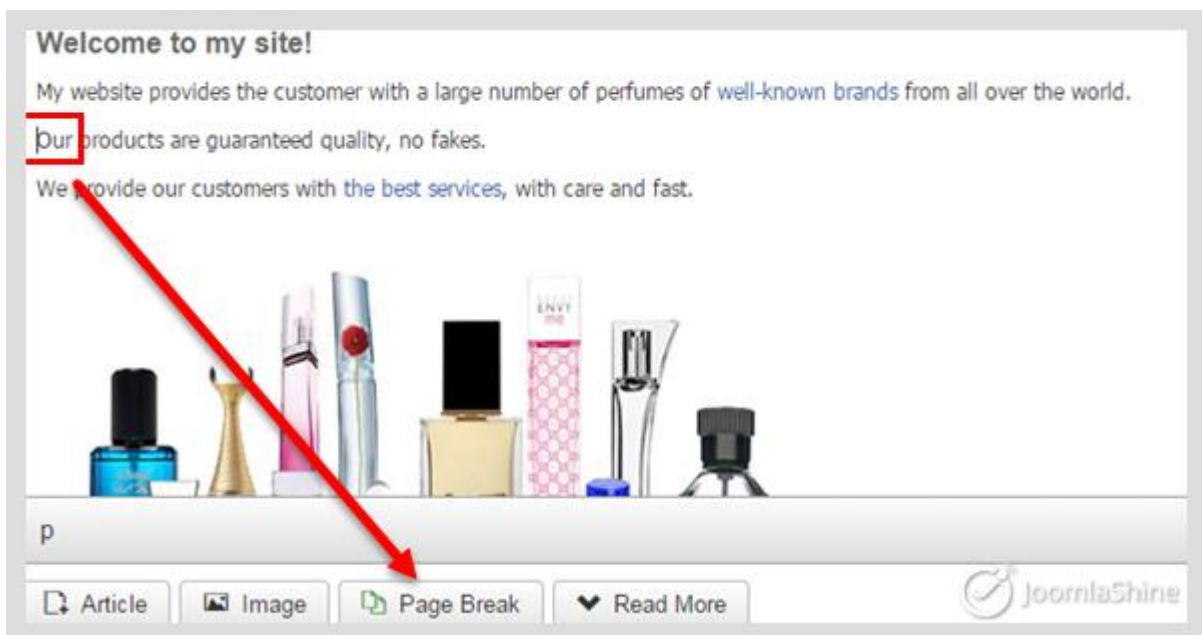 Welcome to my site!
My website provides the customer with a large number of perfumes of well-known brands from all over the world.
Our products are guaranteed quality, no fakes.
We provide our customers with the best services, with care and fast.
ENVY
me
p
Article Image Page Break Read More
JoomlaShine